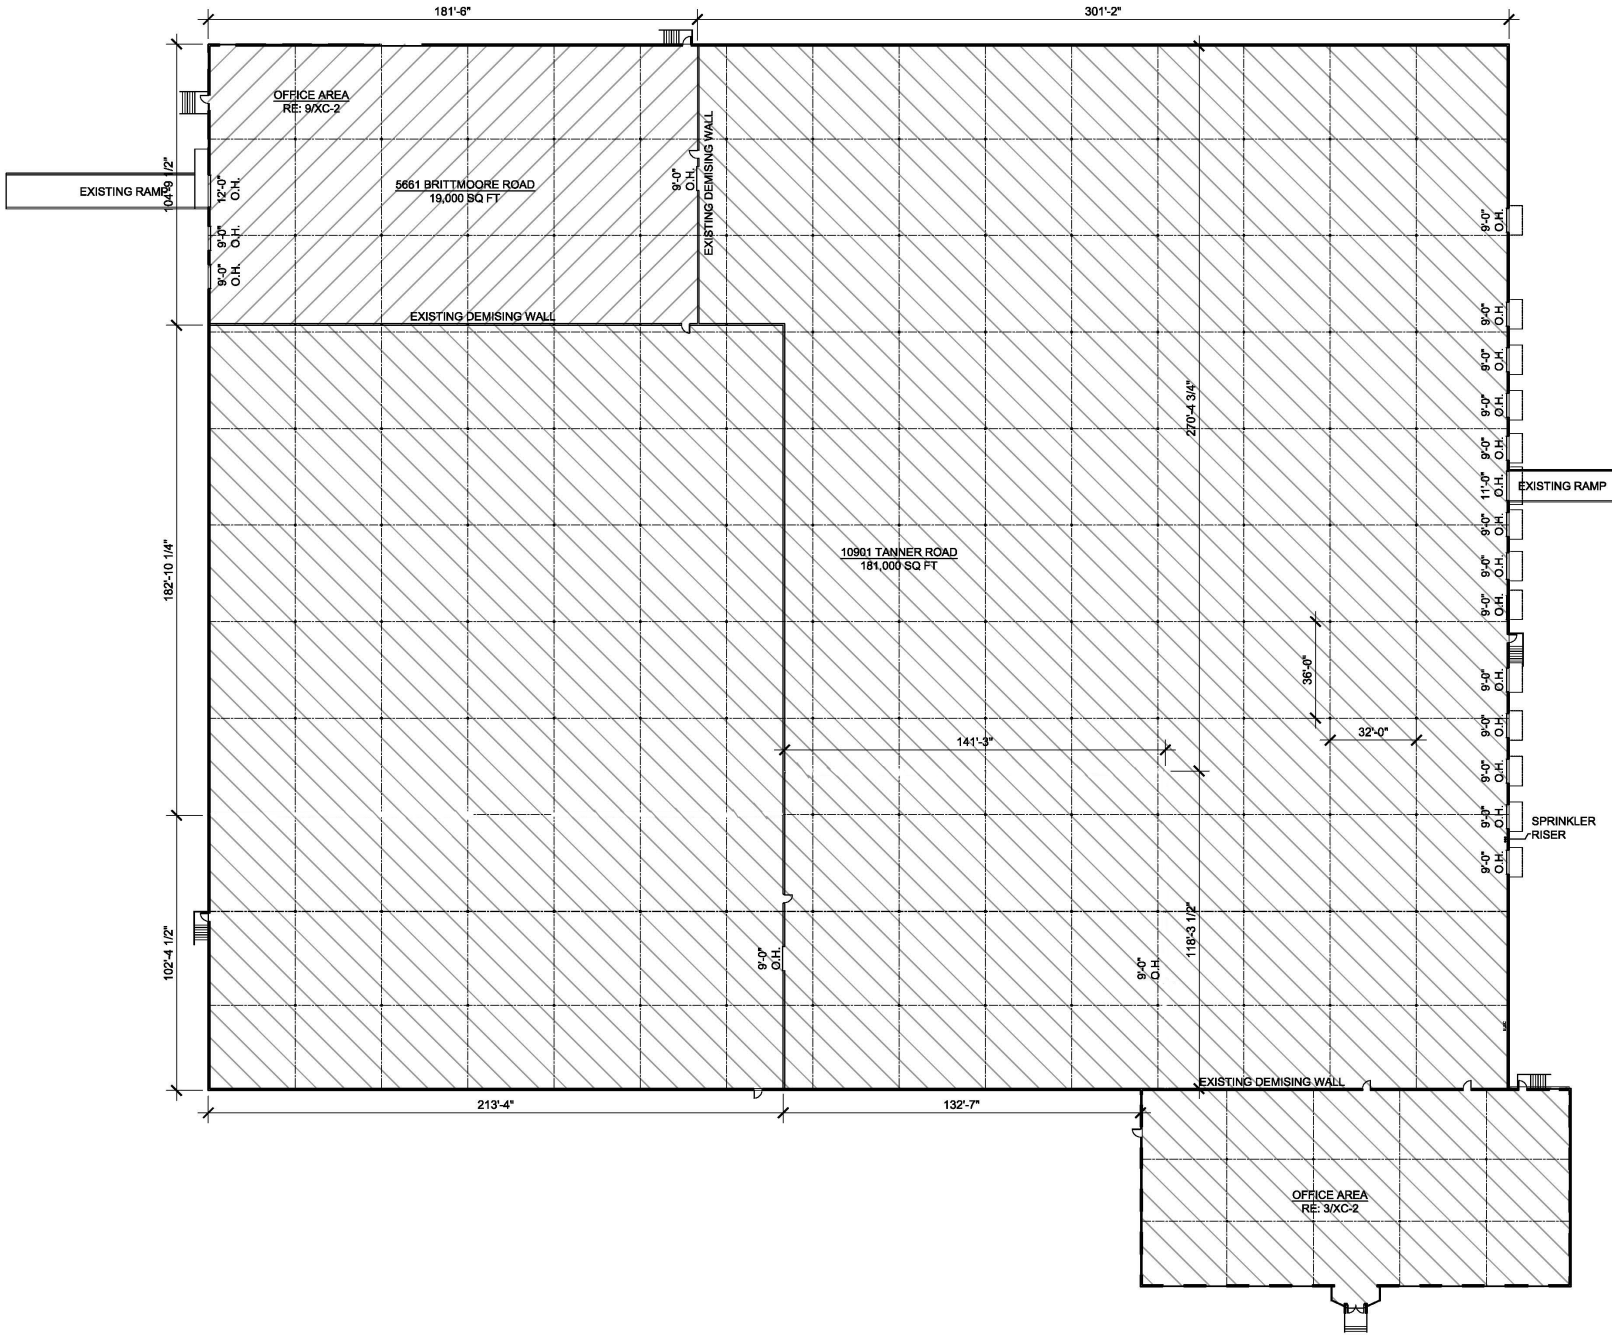 181'-6"
301'-2"
OFFICE AREA
RE: 9/XC-2
EXISTING DEMISING WALL
104'-9 1/2"
EXISTING RAMP
12'-0"
O.H.
5661 BRITTMOORE ROAD
19,000 SQ FT
9'-0"
O.H.
9'-0"
O.H.
9'-0"
O.H.
9'-0"
O.H.
EXISTING DEMISING WALL
9'-0"
O.H.
9'-0"
O.H.
9'-0"
O.H.
270'-4 3/4"
9'-0"
O.H.
11'-0"
O.H.
EXISTING RAMP
9'-0"
O.H.
182'-10 1/4"
10901 TANNER ROAD
181,000 SQ FT
9'-0"
O.H.
9'-0"
O.H.
36'-0"
9'-0"
O.H.
32'-0"
9'-0"
O.H.
141'-3"
9'-0"
O.H.
9'-0"
O.H.
SPRINKLER
RISER
9'-0"
O.H.
102'-4 1/2"
118'-3 1/2"
9'-0"
O.H.
9'-0"
O.H.
EXISTING DEMISING WALL
213'-4"
132'-7"
OFFICE AREA
RE: 3/XC-2